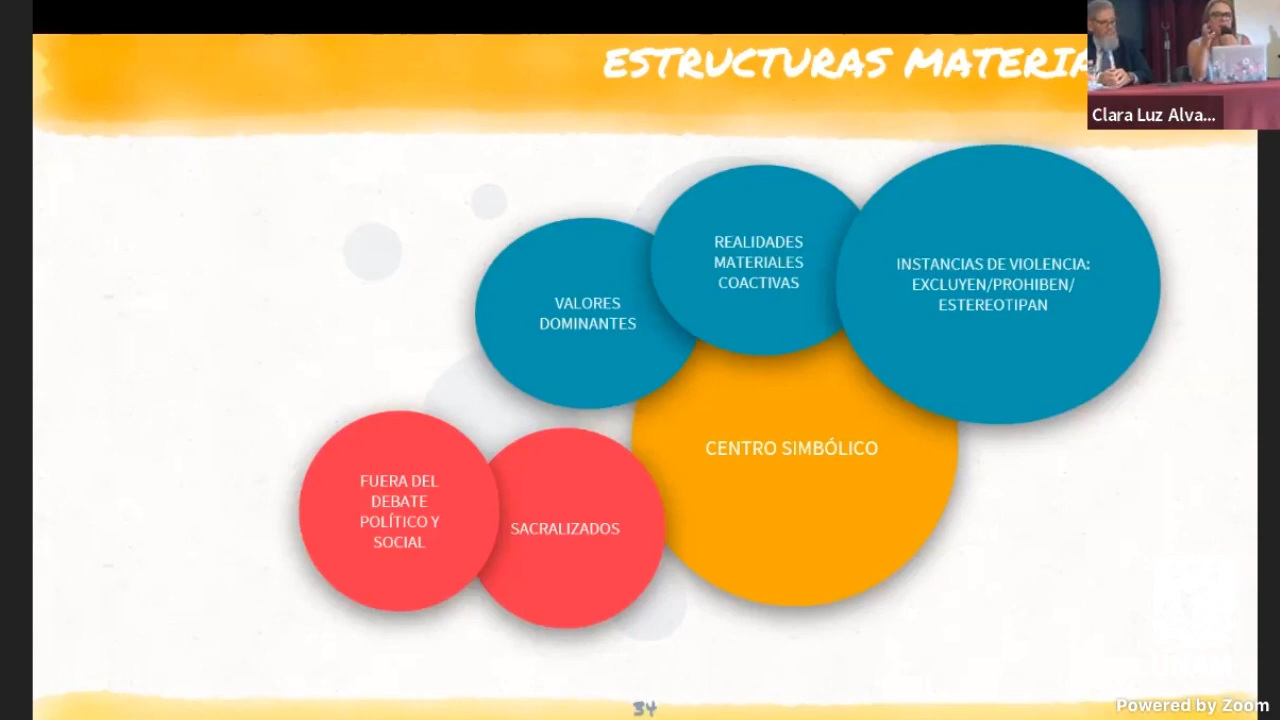 ESTRUCTURAS MATERIA
Clara Luz Alva...
REALIDADES
MATERIALES
COACTIVAS
INSTANCIAS DE VIOLENCIA:
EXCLUYEN/PROHIBEN/
ESTEREOTIPAN
VALORES
DOMINANTES
CENTRO SIMBÓLICO
FUERA DEL
DEBATE
POLÍTICO Y
SOCIAL
SACRALIZADOS
34
Powered by Zoom